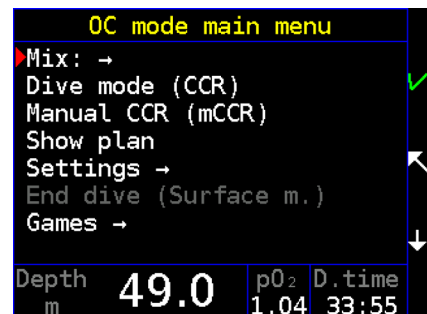 OC mode main menu
Mix: →
Dive mode (CCR)
Manual CCR (mCCR)
Show plan
Settings →
End dive (Surface m.)
Games →
Depth m 49.0 pO₂ 1.04 D.time 33:55